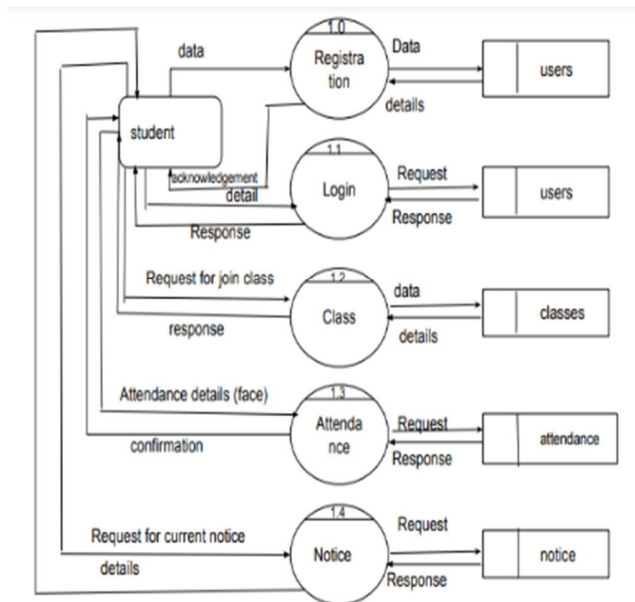 1.0
data
Registra
tion
Data
users
details
student
acknowledgement
detail
1.1
Login
Request
users
Response
Response
Request for join class
1.2
Class
data
classes
response
details
Attendance details (face)
1.3
Attenda
nce
Request
attendance
confirmation
Response
1.4
Request for current notice
Notice
Request
notice
details
Response